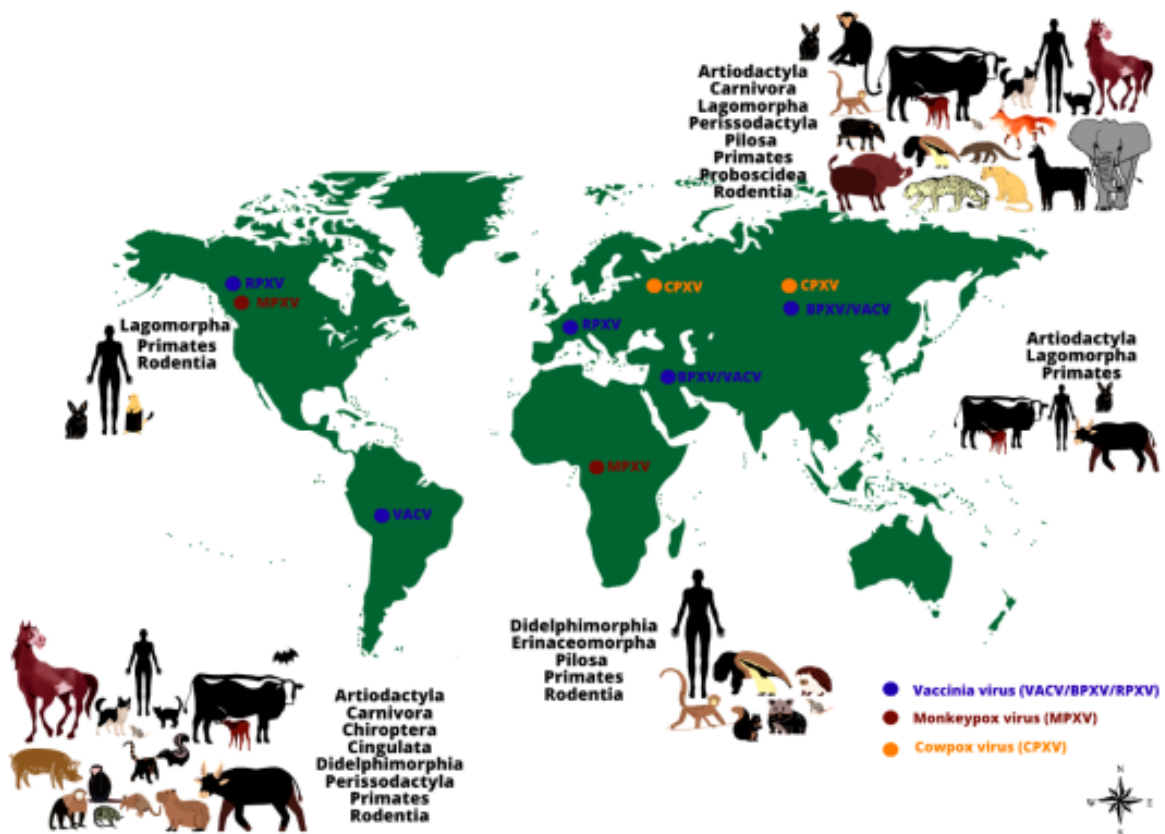 Artiodactyla
Carnivora
Lagomorpha
Perissodactyla
Pilosa
Primates
Proboscidea
Rodentia
RPXV
MPXV
CPXV
CPXV
BPXV/VACV
RPXV
BPXV/VACV
Lagomorpha
Primates
Rodentia
Artiodactyla
Lagomorpha
Primates
MPXV
VACV
Didelphimorphia
Erinaceomorpha
Pilosa
Primates
Rodentia
Artiodactyla
Carnivora
Chiroptera
Cingulata
Didelphimorphia
Perissodactyla
Primates
Rodentia
Vaccinia virus (VACV/BPXV/RPXV)
Monkeypox virus (MPXV)
Cowpox virus (CPXV)
N
W
E